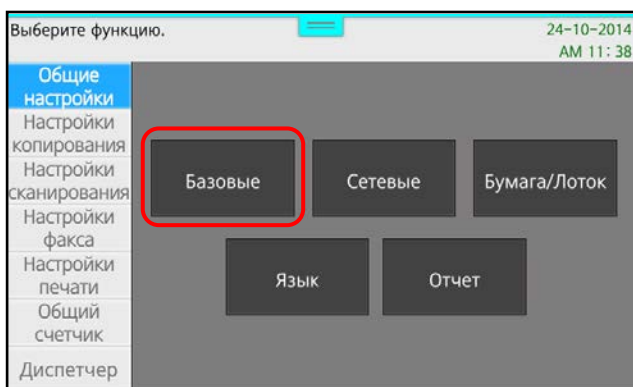 Выберите функцию.
24-10-2014
AM 11:38
Общие
настройки
Настройки
копирования
Настройки
сканирования
Настройки
факса
Настройки
печати
Общий
счетчик
Диспетчер
Базовые
Сетевые
Бумага/Лоток
Язык
Отчет